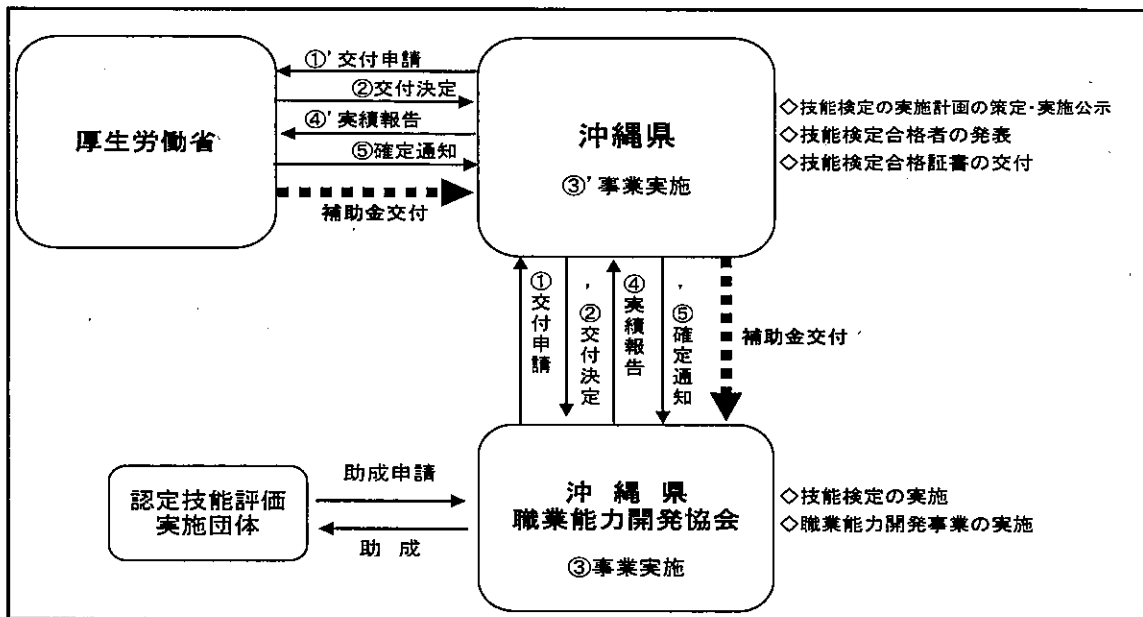 厚生労働省
①’交付申請
②交付決定
④’実績報告
⑤確定通知
補助金交付
沖縄県
③’事業実施
◇技能検定の実施計画の策定・実施公示
◇技能検定合格者の発表
◇技能検定合格証書の交付
①交付申請
②交付決定
④実績報告
⑤確定通知
補助金交付
認定技能評価
実施団体
助成申請
助成
沖縄県
職業能力開発協会
③事業実施
◇技能検定の実施
◇職業能力開発事業の実施